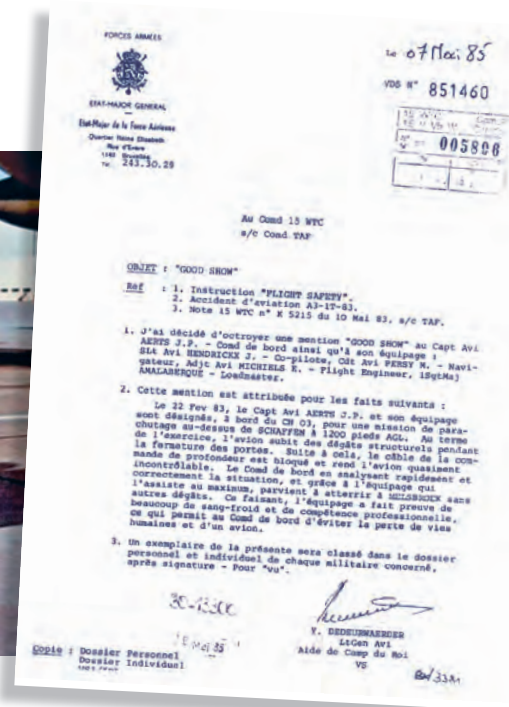 FORCES ARMEES
Le 07 Mai 85
VDS N° 851460
ETAT-MAJOR GENERAL
Etat-Major de la Force Aérienne
Quartier Reine Elisabeth
Rue d'Evere
1140 Bruxelles
Tel. 243.30.29
15 WTC
N° 005896
Au Comd 15 WTC
s/c Comd TAF
OBJET : "GOOD SHOW"
Ref : 1. Instruction "FLIGHT SAFETY".
2. Accident d'aviation A3-1T-83.
3. Note 15 WTC n° K 5215 du 10 Mai 83, s/c TAF.
1. J'ai décidé d'octroyer une mention "GOOD SHOW" au Capt Avi
AERTS J.P. - Comd de bord ainsi qu'à son équipage :
SLt Avi HENDRICKX J. - Co-pilote, Cdt Avi PERSY M. - Navi-
gateur, Adjt Avi MICHIELS E. - Flight Engineer, 1SgtMaj
AMALABERQUE - Loadmaster.
2. Cette mention est attribuée pour les faits suivants :
Le 22 Fev 83, le Capt Avi AERTS J.P. et son équipage
sont désignés, à bord du CH 03, pour une mission de para-
chutage au-dessus de SCHAFFEN à 1200 pieds AGL. Au terme
de l'exercice, l'avion subit des dégâts structurels pendant
la fermeture des portes. Suite à cela, le câble de la com-
mande de profondeur est bloqué et rend l'avion quasiment
incontrôlable. Le Comd de bord en analysant rapidement et
correctement la situation, et grâce à l'équipage qui
l'assiste au maximum, parvient à atterrir à MELSBROEK sans
autres dégâts. Ce faisant, l'équipage a fait preuve de
beaucoup de sang-froid et de compétence professionnelle,
ce qui permit au Comd de bord d'éviter la perte de vies
humaines et d'un avion.
3. Un exemplaire de la présente sera classé dans le dossier
personnel et individuel de chaque militaire concerné,
après signature - Pour "vu".
Mai 85
Y. DEDEURWAERDER
LtGen Avi
Aide de Camp du Roi
VS
Copie : Dossier Personnel
Dossier Individuel